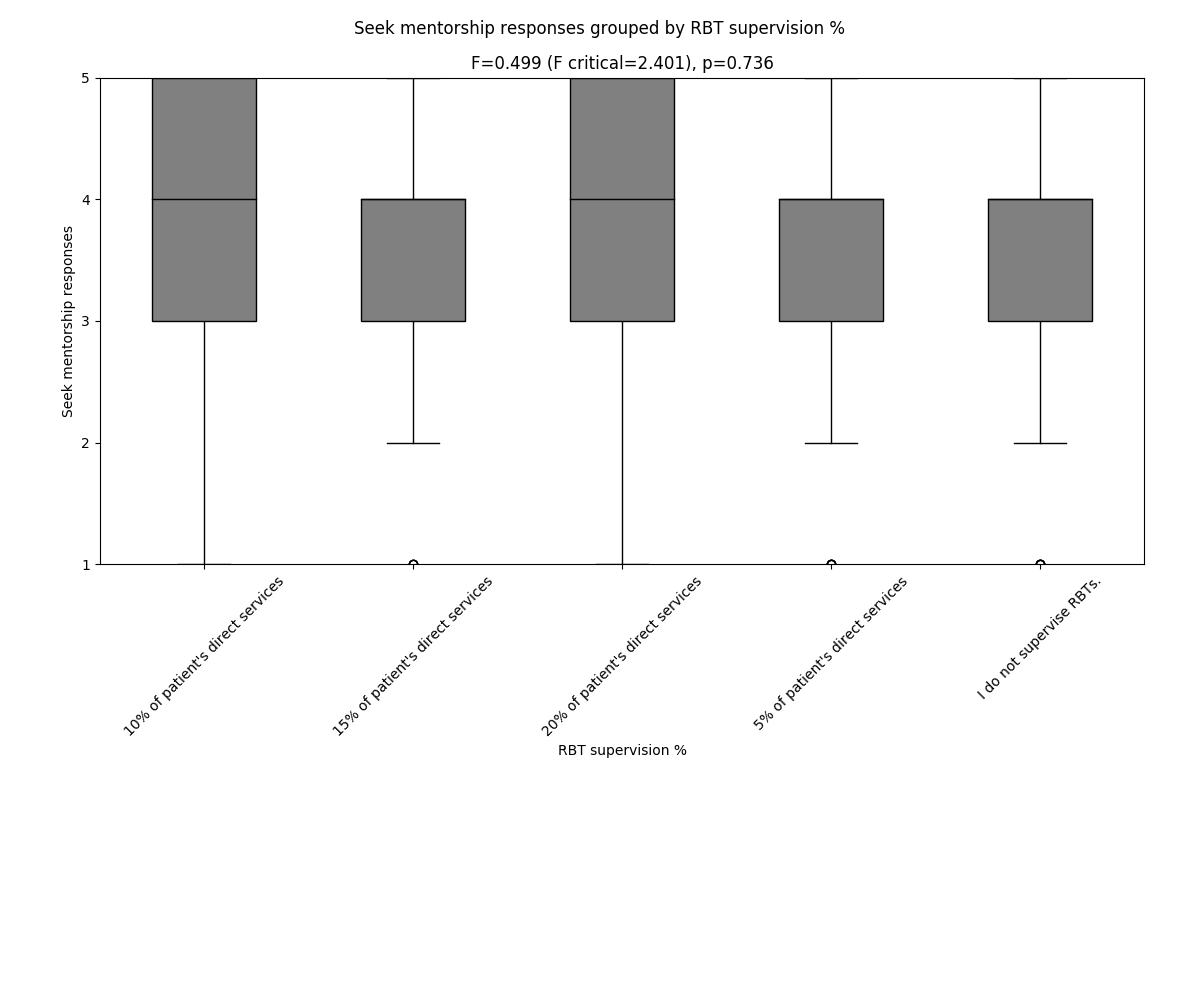 Seek mentorship responses grouped by RBT supervision %
F=0.499 (F critical=2.401), p=0.736
Seek mentorship responses
5
4
3
2
1
10% of patient's direct services
15% of patient's direct services
20% of patient's direct services
5% of patient's direct services
I do not supervise RBTs.
RBT supervision %